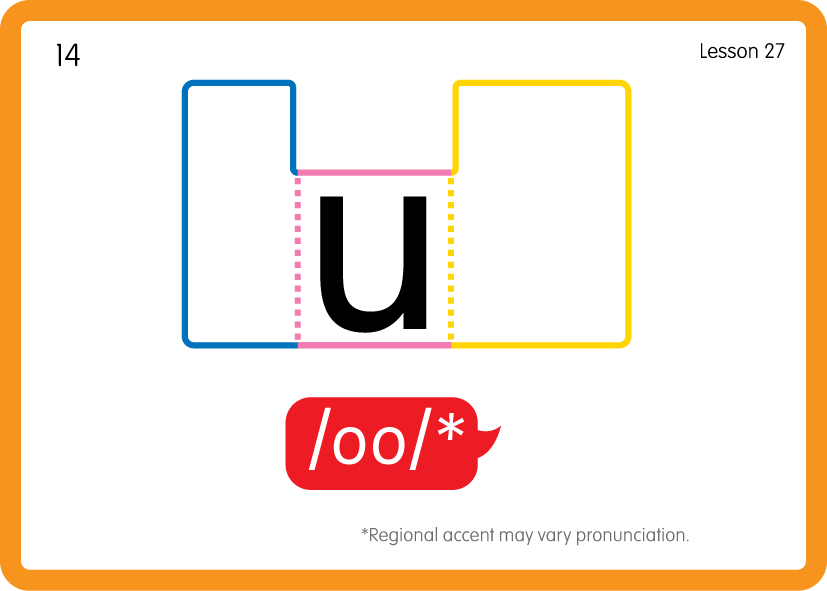 14
Lesson 27
u
/oo/*
*Regional accent may vary pronunciation.